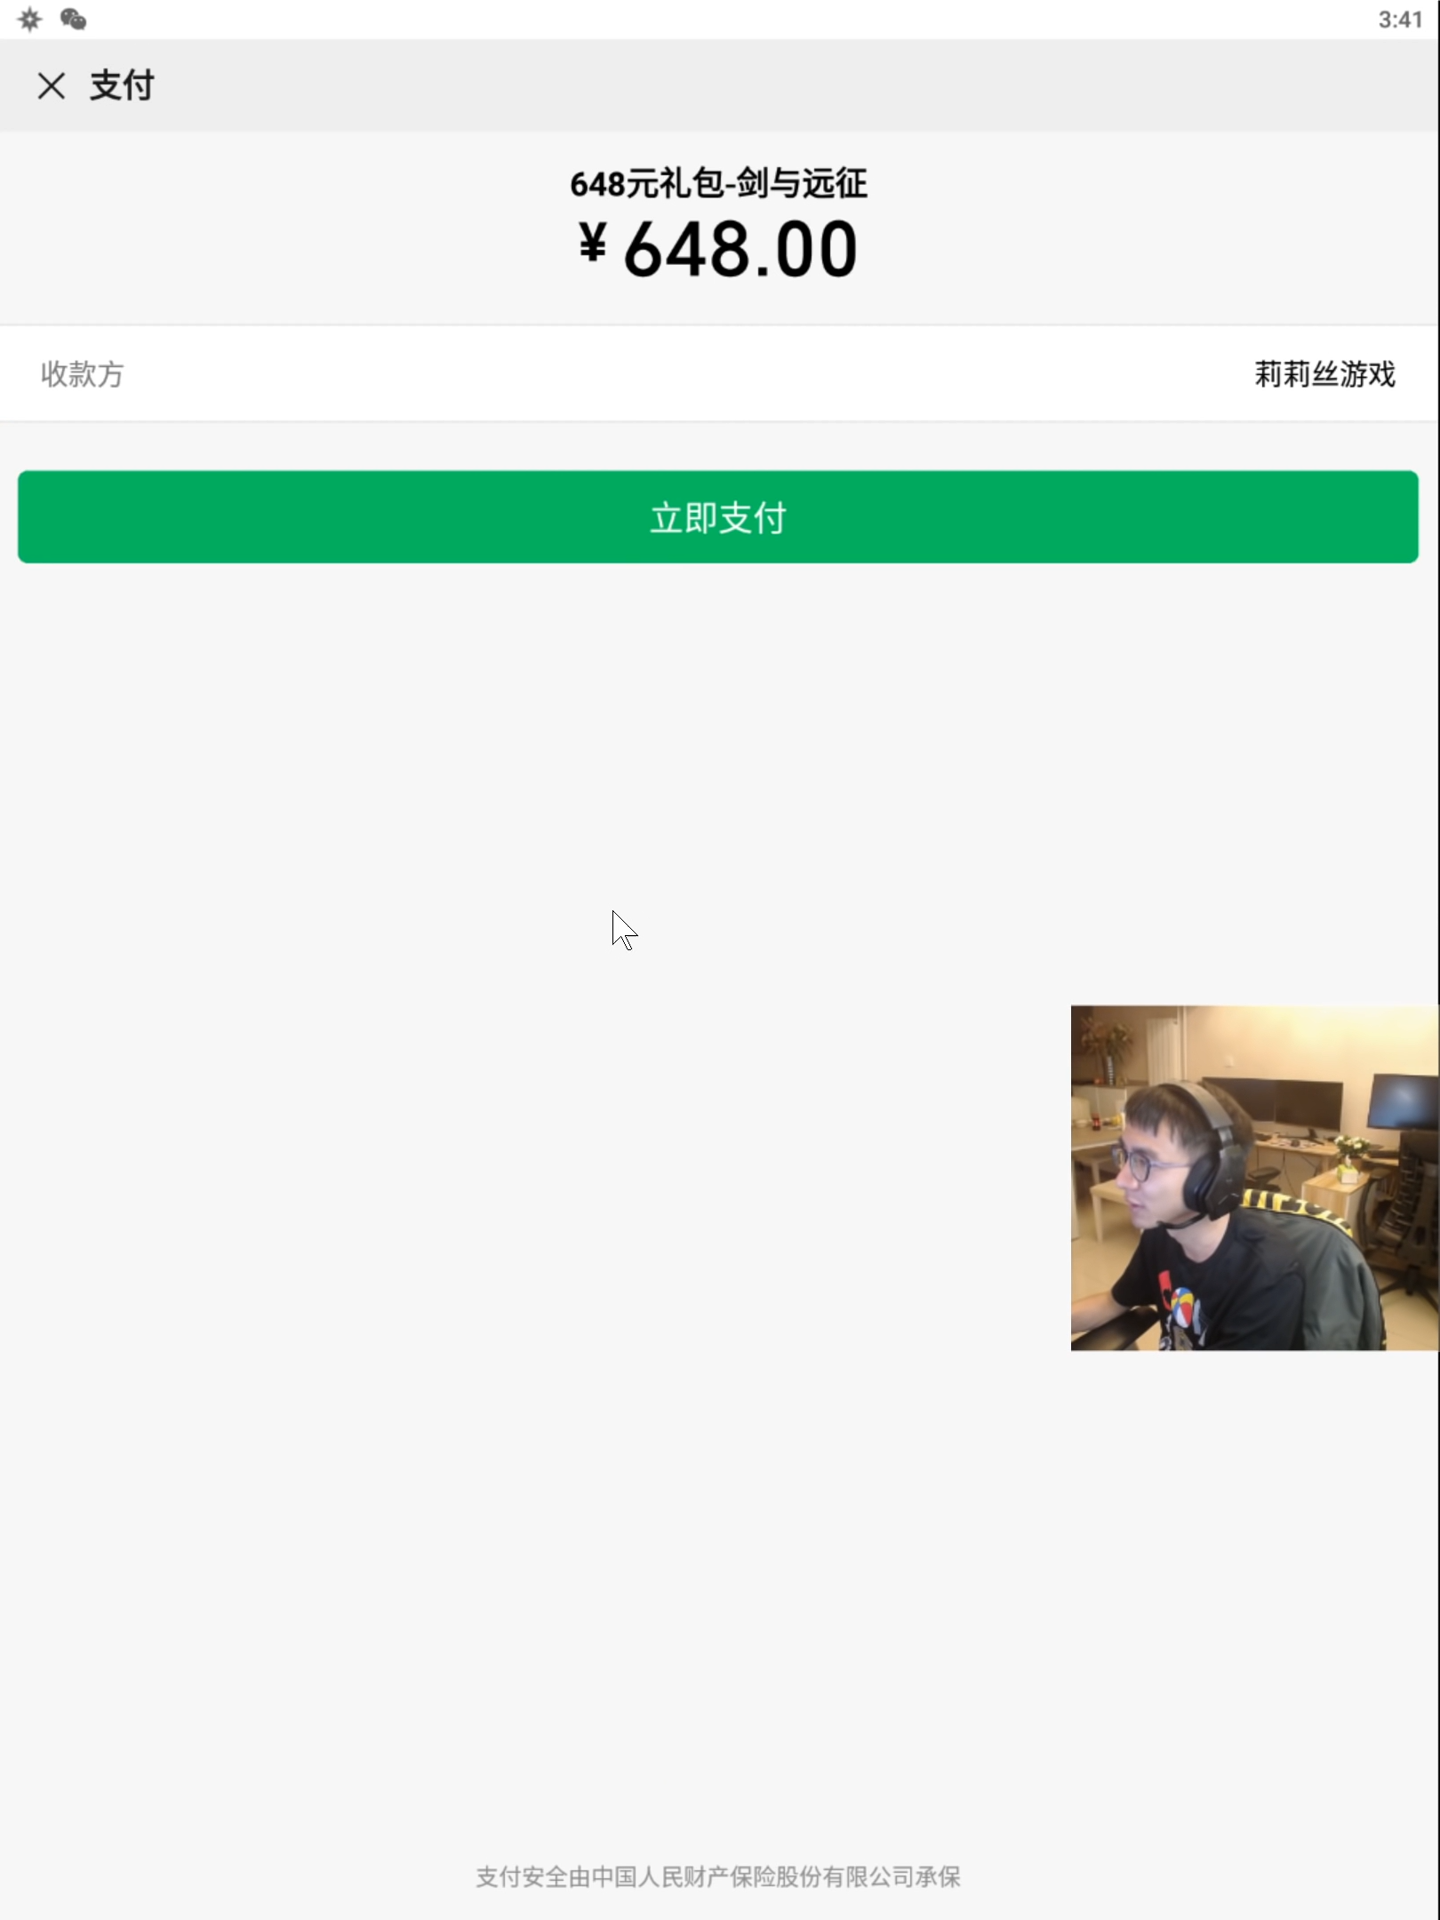 3:41
支付
648元礼包-剑与远征
¥648.00
收款方
莉莉丝游戏
立即支付
支付安全由中国人民财产保险股份有限公司承保